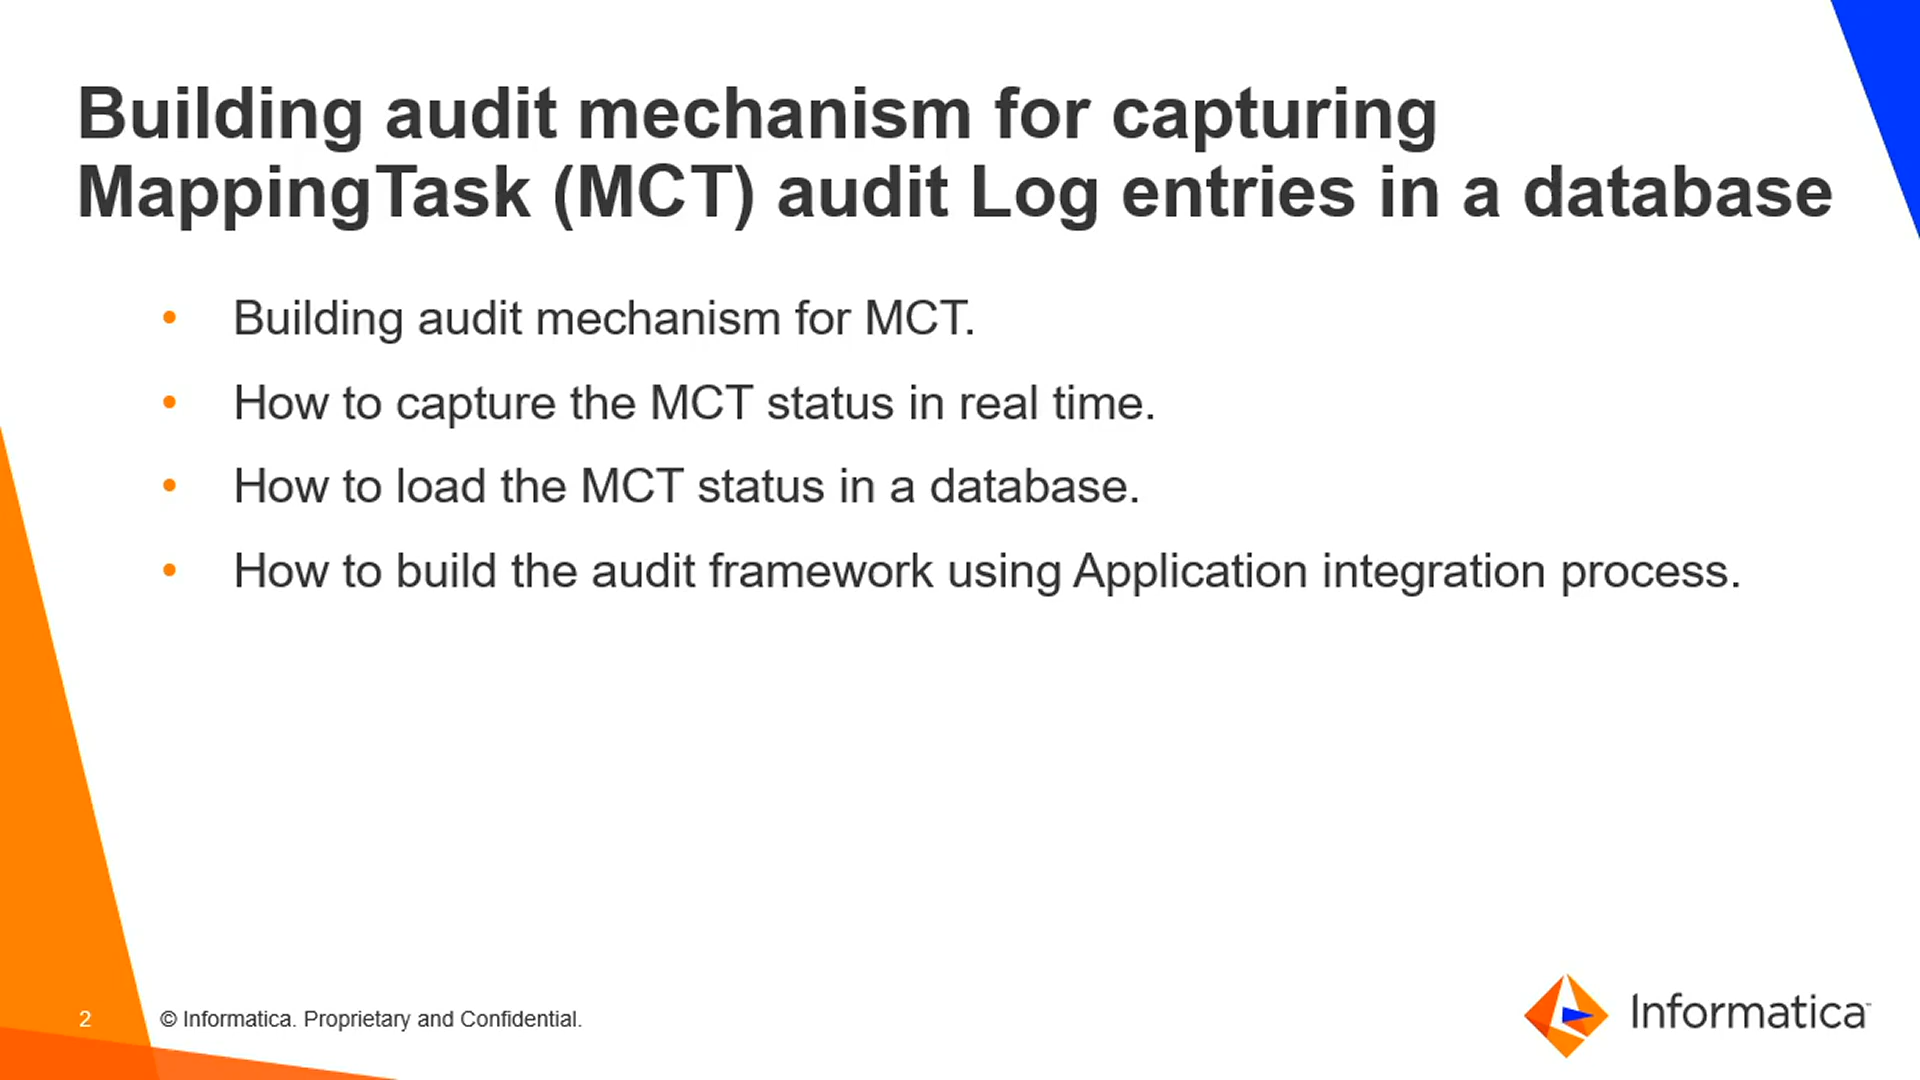 Building audit mechanism for capturing
MappingTask (MCT) audit Log entries in a database
• Building audit mechanism for MCT.
• How to capture the MCT status in real time.
• How to load the MCT status in a database.
• How to build the audit framework using Application integration process.
2 © Informatica. Proprietary and Confidential.
Informatica™